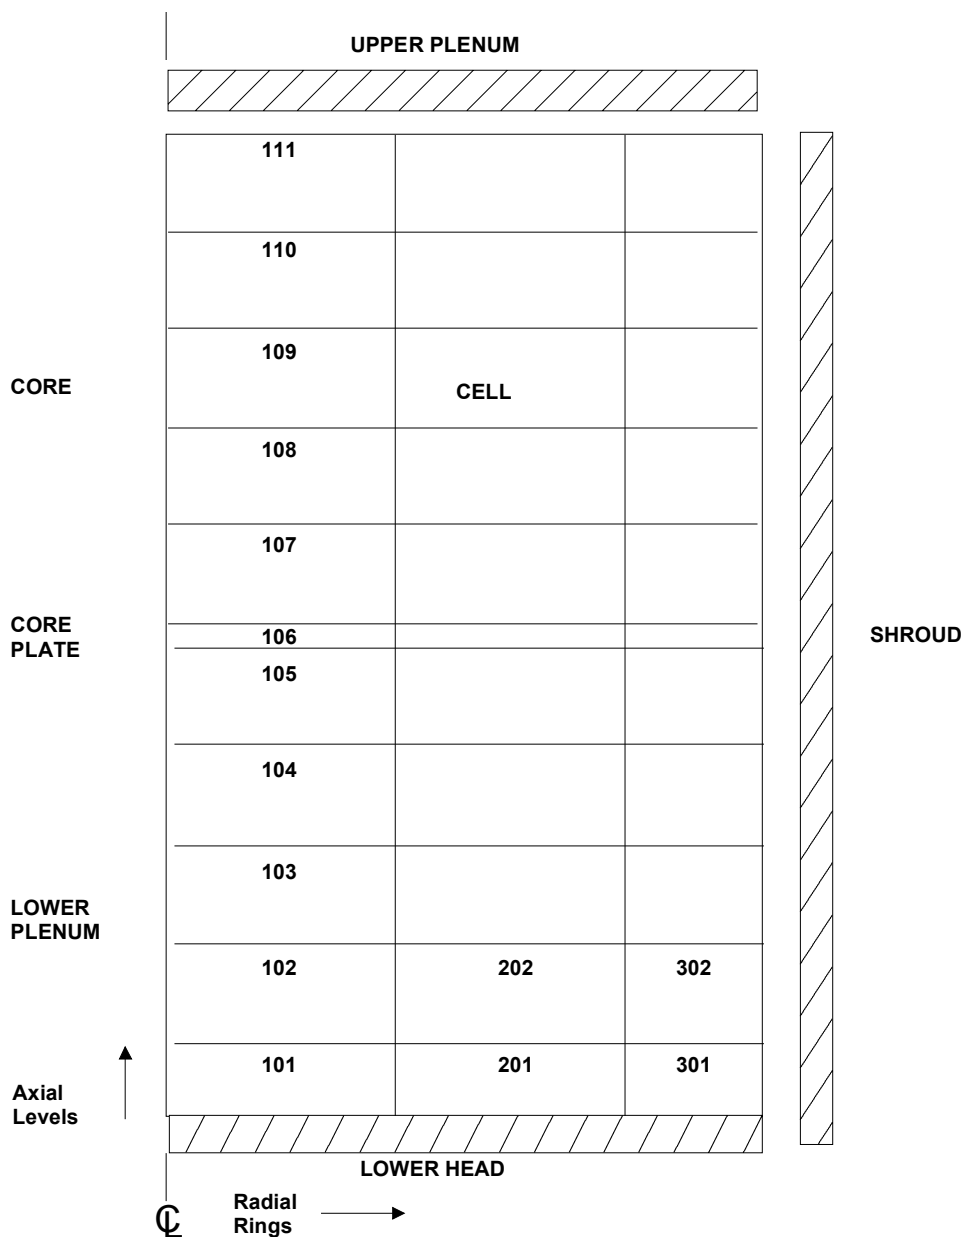 UPPER PLENUM
111
110
109
CORE
CELL
108
107
CORE
PLATE
106
SHROUD
105
104
103
LOWER
PLENUM
102 202 302
101 201 301
Axial
Levels
LOWER HEAD
Radial
Rings
℄